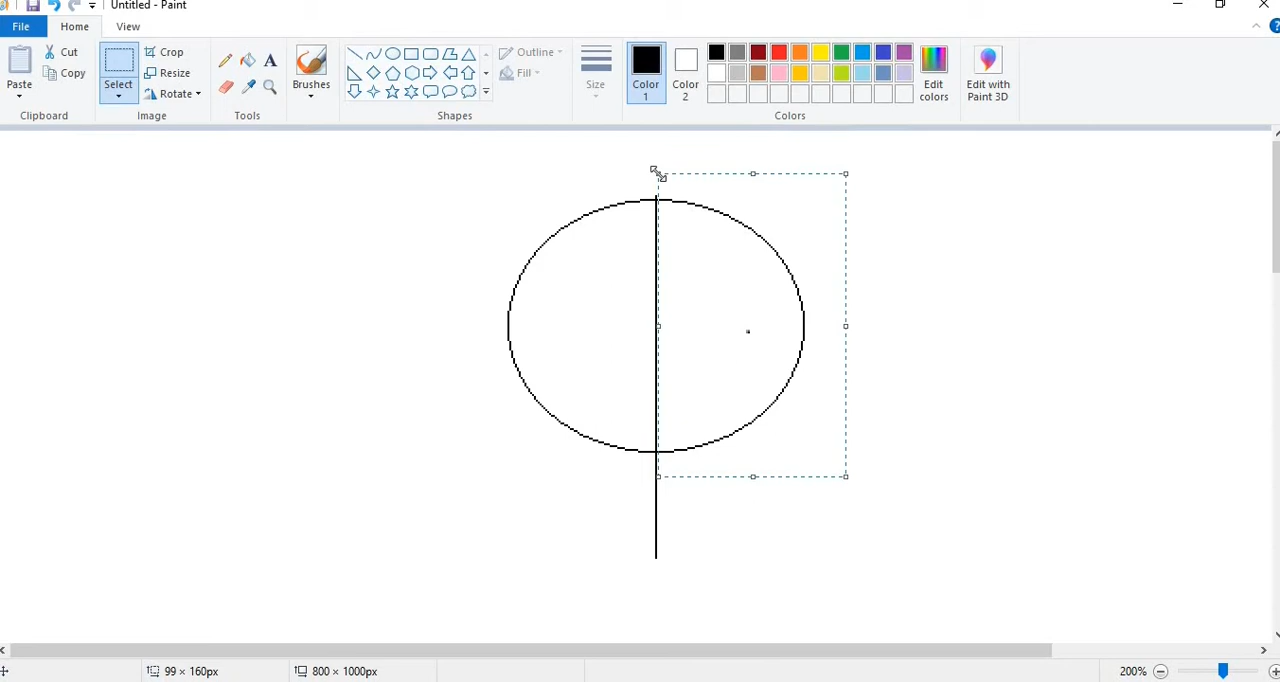 Untitled - Paint
File Home View
Paste
Cut
Copy
Clipboard
Select
Crop
Resize
Rotate
Image
Tools
Brushes
Shapes
Outline
Fill
Size
Color 1
Color 2
Edit colors
Colors
Edit with Paint 3D
99 × 160px
800 × 1000px
200%